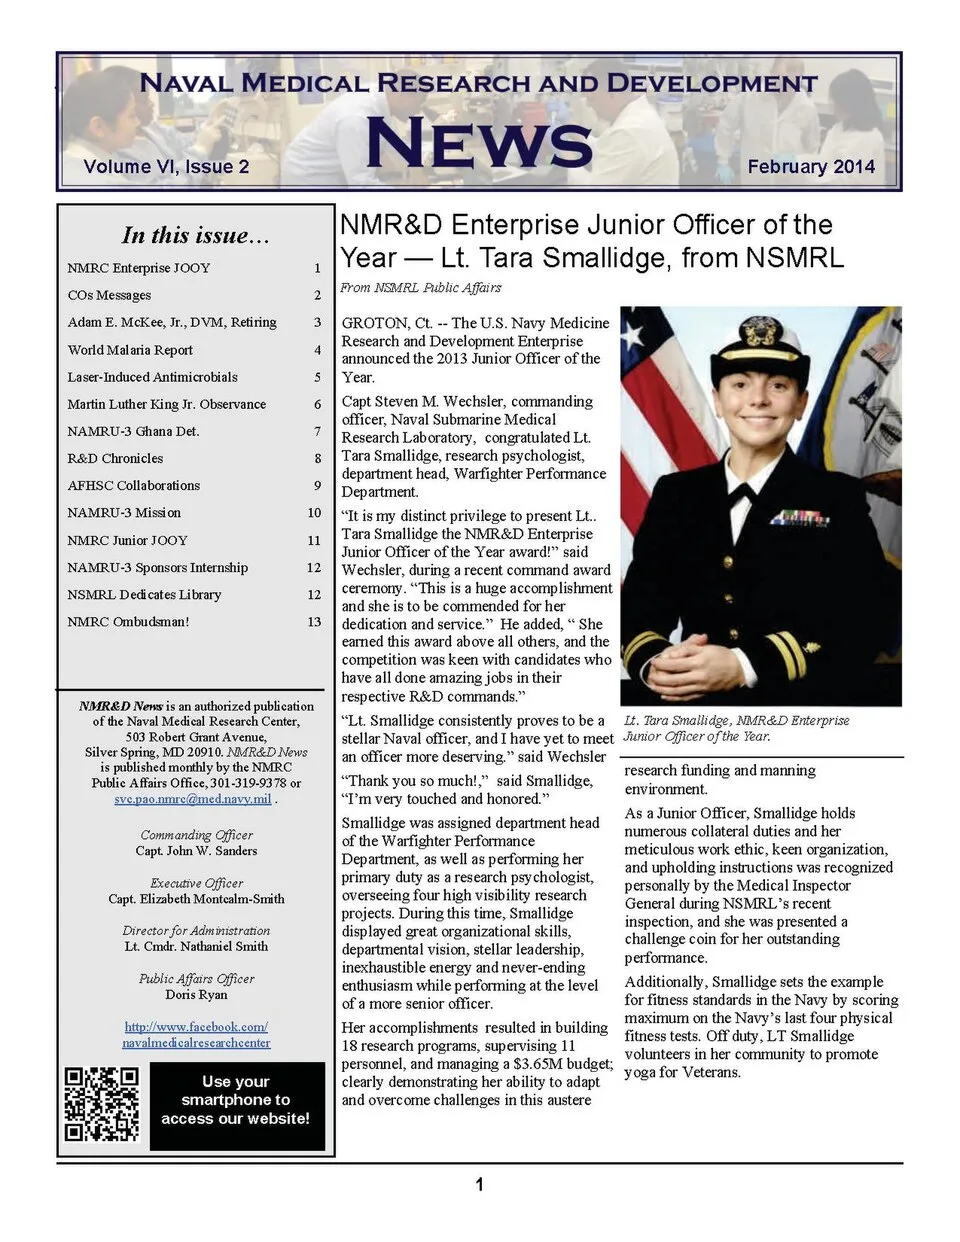 NAVAL MEDICAL RESEARCH AND DEVELOPMENT
NEWS
Volume VI, Issue 2
February 2014
In this issue…
NMRC Enterprise JOOY 1
COs Messages 2
Adam E. McKee, Jr., DVM, Retiring 3
World Malaria Report 4
Laser-Induced Antimicrobials 5
Martin Luther King Jr. Observance 6
NAMRU-3 Ghana Det. 7
R&D Chronicles 8
AFHSC Collaborations 9
NAMRU-3 Mission 10
NMRC Junior JOOY 11
NAMRU-3 Sponsors Internship 12
NSMRL Dedicates Library 12
NMRC Ombudsman! 13
NMR&D News is an authorized publication
of the Naval Medical Research Center,
503 Robert Grant Avenue,
Silver Spring, MD 20910. NMR&D News
is published monthly by the NMRC
Public Affairs Office, 301-319-9378 or
svc.pao.nmrc@med.navy.mil .
Commanding Officer
Capt. John W. Sanders
Executive Officer
Capt. Elizabeth Montcalm-Smith
Director for Administration
Lt. Cmdr. Nathaniel Smith
Public Affairs Officer
Doris Ryan
http://www.facebook.com/
navalmedicalresearchcenter
Use your
smartphone to
access our website!
NMR&D Enterprise Junior Officer of the
Year — Lt. Tara Smallidge, from NSMRL
From NSMRL Public Affairs
GROTON, Ct. -- The U.S. Navy Medicine
Research and Development Enterprise
announced the 2013 Junior Officer of the
Year.
Capt Steven M. Wechsler, commanding
officer, Naval Submarine Medical
Research Laboratory, congratulated Lt.
Tara Smallidge, research psychologist,
department head, Warfighter Performance
Department.
“It is my distinct privilege to present Lt..
Tara Smallidge the NMR&D Enterprise
Junior Officer of the Year award!” said
Wechsler, during a recent command award
ceremony. “This is a huge accomplishment
and she is to be commended for her
dedication and service.” He added, “ She
earned this award above all others, and the
competition was keen with candidates who
have all done amazing jobs in their
respective R&D commands.”
“Lt. Smallidge consistently proves to be a
stellar Naval officer, and I have yet to meet
an officer more deserving.” said Wechsler
“Thank you so much!,” said Smallidge,
“I’m very touched and honored.”
Smallidge was assigned department head
of the Warfighter Performance
Department, as well as performing her
primary duty as a research psychologist,
overseeing four high visibility research
projects. During this time, Smallidge
displayed great organizational skills,
departmental vision, stellar leadership,
inexhaustible energy and never-ending
enthusiasm while performing at the level
of a more senior officer.
Her accomplishments resulted in building
18 research programs, supervising 11
personnel, and managing a $3.65M budget;
clearly demonstrating her ability to adapt
and overcome challenges in this austere
Lt. Tara Smallidge, NMR&D Enterprise
Junior Officer of the Year.
research funding and manning
environment.
As a Junior Officer, Smallidge holds
numerous collateral duties and her
meticulous work ethic, keen organization,
and upholding instructions was recognized
personally by the Medical Inspector
General during NSMRL’s recent
inspection, and she was presented a
challenge coin for her outstanding
performance.
Additionally, Smallidge sets the example
for fitness standards in the Navy by scoring
maximum on the Navy’s last four physical
fitness tests. Off duty, LT Smallidge
volunteers in her community to promote
yoga for Veterans.
1